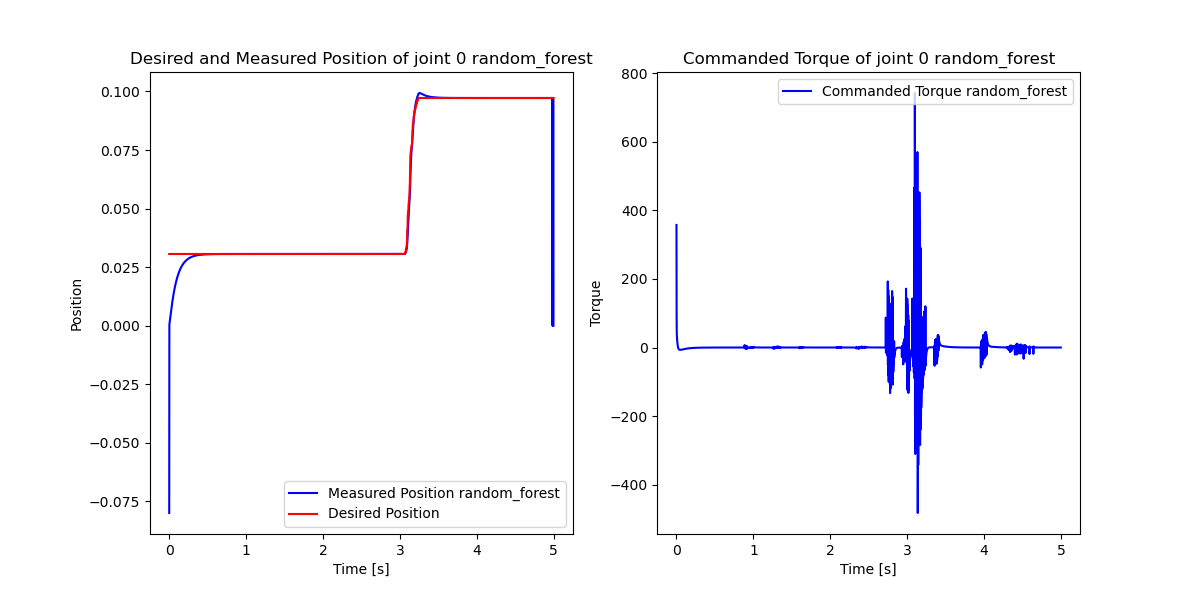 Desired and Measured Position of joint 0 random_forest
0.100
0.075
0.050
0.025
0.000
−0.025
−0.050
−0.075
Position
0 1 2 3 4 5
Time [s]
Measured Position random_forest
Desired Position
Commanded Torque of joint 0 random_forest
800
600
400
200
0
−200
−400
Torque
0 1 2 3 4 5
Time [s]
Commanded Torque random_forest